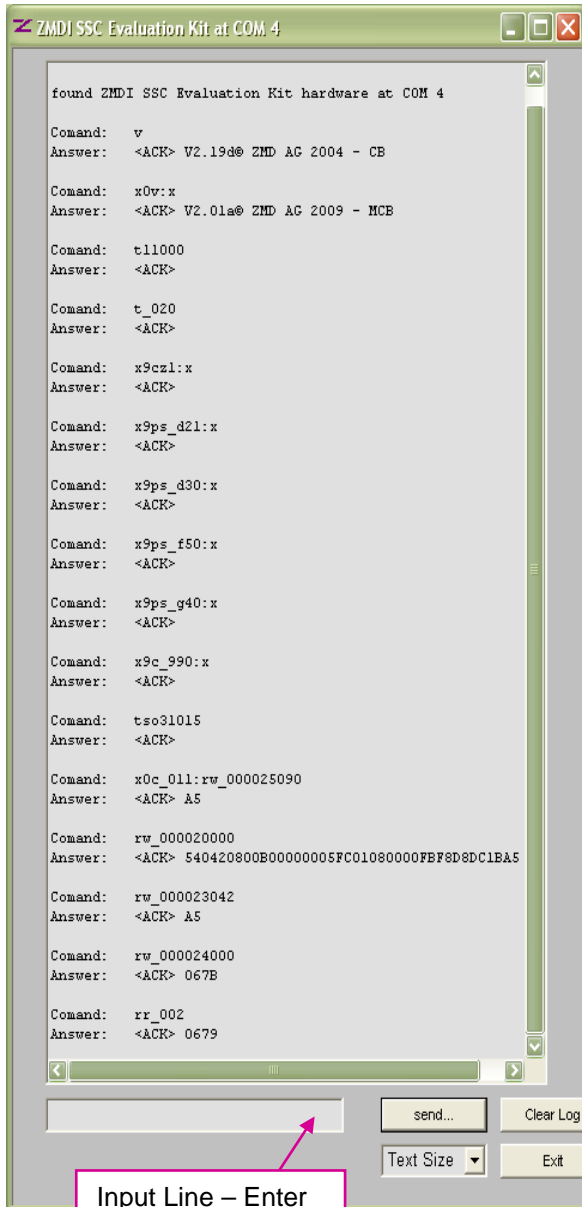 ZMDI SSC Evaluation Kit at COM 4
found ZMDI SSC Evaluation Kit hardware at COM 4
Comand: v
Answer: <ACK> V2.19d© ZMD AG 2004 - CB
Comand: x0v:x
Answer: <ACK> V2.01a© ZMD AG 2009 - MCB
Comand: t11000
Answer: <ACK>
Comand: t_020
Answer: <ACK>
Comand: x9cz1:x
Answer: <ACK>
Comand: x9ps_d21:x
Answer: <ACK>
Comand: x9ps_d30:x
Answer: <ACK>
Comand: x9ps_f50:x
Answer: <ACK>
Comand: x9ps_g40:x
Answer: <ACK>
Comand: x9c_990:x
Answer: <ACK>
Comand: tso31015
Answer: <ACK>
Comand: x0c_011:rw_000025090
Answer: <ACK> A5
Comand: rw_000020000
Answer: <ACK> 540420800B00000005FC01080000FBF8D8DC1BA5
Comand: rw_000023042
Answer: <ACK> A5
Comand: rw_000024000
Answer: <ACK> 067B
Comand: rr_002
Answer: <ACK> 0679
send...
Clear Log
Text Size
Exit
Input Line – Enter